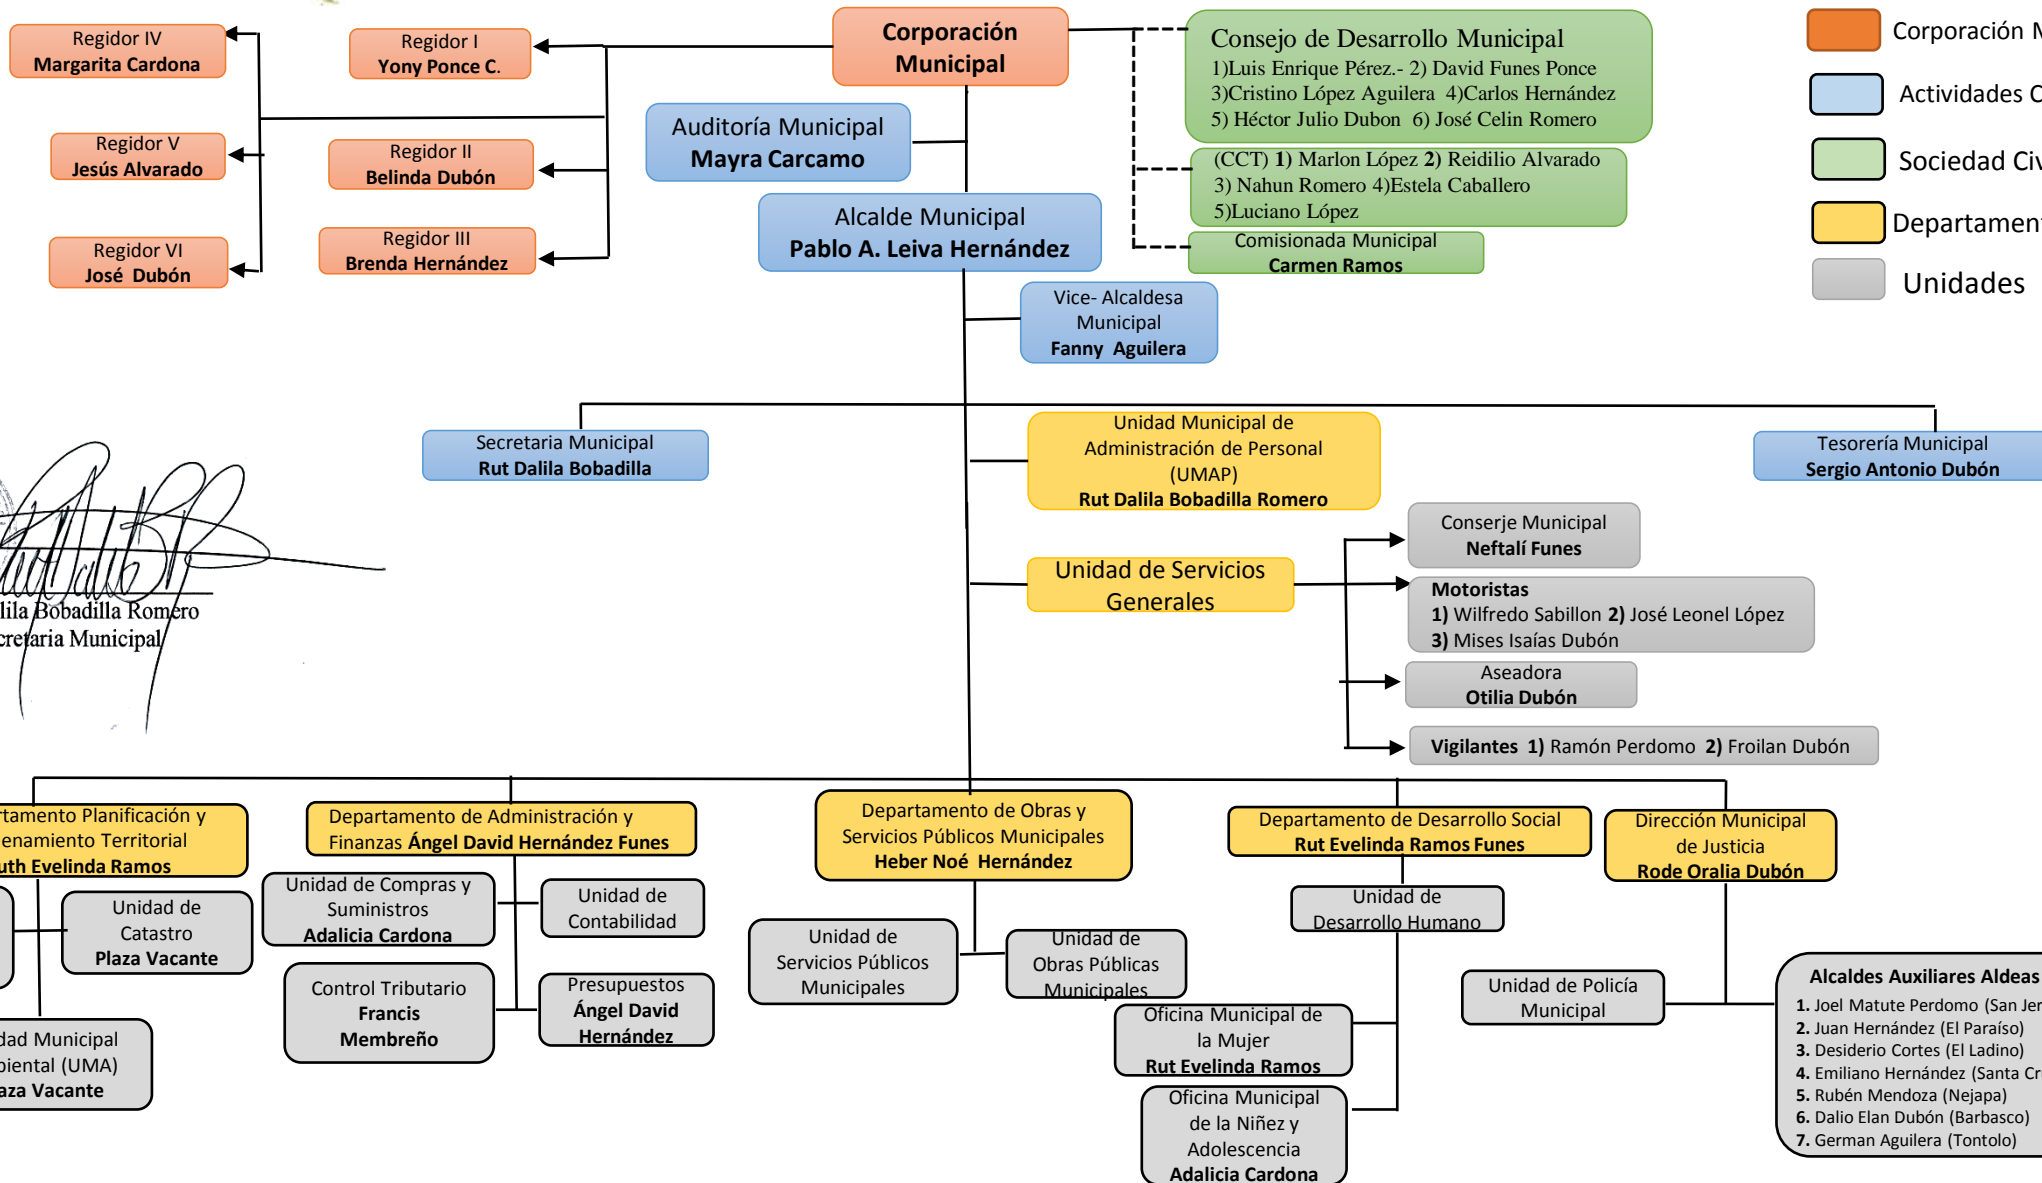 Regidor IV
Margarita Cardona
Regidor I
Yony Ponce C.
Corporación
Municipal
Consejo de Desarrollo Municipal
1)Luis Enrique Pérez.- 2) David Funes Ponce
3)Cristino López Aguilera 4)Carlos Hernández
5) Héctor Julio Dubon 6) José Celin Romero
Corporación
Actividades
Sociedad
Unidades
Auditoría Municipal
Mayra Carcamo
Regidor V
Jesús Alvarado
Regidor II
Belinda Dubón
(CCT) 1) Marlon López 2) Reidilio Alvarado
3) Nahun Romero 4)Estela Caballero
5)Luciano López
Alcalde Municipal
Pablo A. Leiva Hernández
Regidor VI
José Dubón
Regidor III
Brenda Hernández
Comisionada Municipal
Carmen Ramos
Vice- Alcaldesa
Municipal
Fanny Aguilera
Secretaria Municipal
Rut Dalila Bobadilla
Unidad Municipal de
Administración de Personal
(UMAP)
Rut Dalila Bobadilla Romero
Tesorería Municipal
Sergio Antonio Dubón
Conserje Municipal
Neftalí Funes
Unidad de Servicios
Generales
Motoristas
1) Wilfredo Sabillon 2) José Leonel López
3) Mises Isaías Dubón
Bobadilla Romero
Municipal
Aseadora
Otilia Dubón
Vigilantes 1) Ramón Perdomo 2) Froilan Dubón
Planificación y
Territorial
Evelinda Ramos
Departamento de Administración y
Finanzas Ángel David Hernández Funes
Departamento de Obras y
Servicios Públicos Municipales
Heber Noé Hernández
Departamento de Desarrollo Social
Rut Evelinda Ramos Funes
Dirección Municipal
de Justicia
Rode Oralia Dubón
Unidad de
Catastro
Plaza Vacante
Unidad de Compras y
Suministros
Adalicia Cardona
Unidad de
Contabilidad
Unidad de
Servicios Públicos
Municipales
Unidad de
Obras Públicas
Municipales
Unidad de
Desarrollo Humano
Control Tributario
Francis
Membreño
Presupuestos
Ángel David
Hernández
Unidad de Policía
Municipal
Municipal
(UMA)
Vacante
Oficina Municipal de
la Mujer
Rut Evelinda Ramos
Oficina Municipal
de la Niñez y
Adolescencia
Adalicia Cardona
Alcaldes Auxiliares Aldeas
1. Joel Matute Perdomo (San
2. Juan Hernández (El Paraíso)
3. Desiderio Cortes (El Ladino)
4. Emiliano Hernández (Santa
5. Rubén Mendoza (Nejapa)
6. Dalio Elan Dubón (Barbasco)
7. German Aguilera (Tontolo)